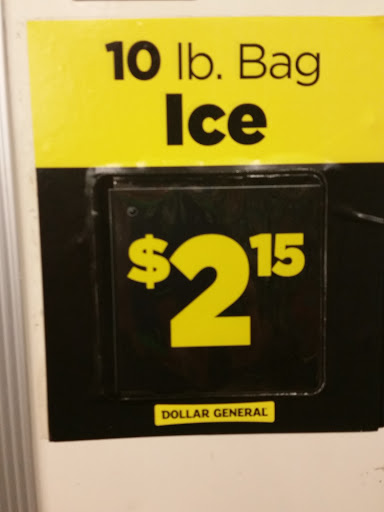 10 lb. Bag
Ice
$2 15
DOLLAR GENERAL